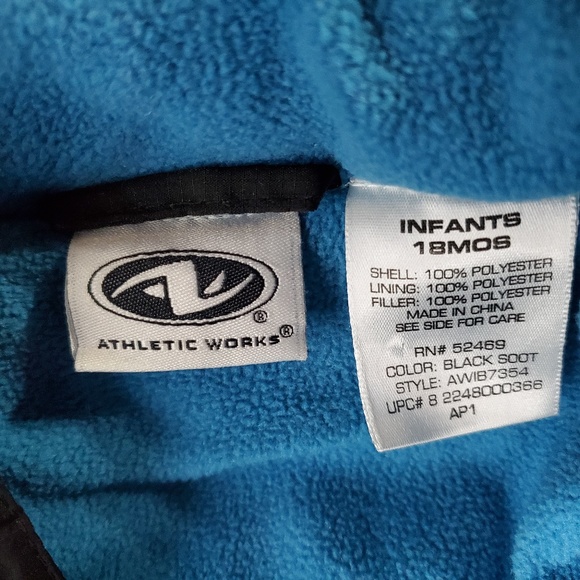 ATHLETIC WORKS®
®
INFANTS
18MOS
SHELL: 100% POLYESTER
LINING: 100% POLYESTER
FILLER: 100% POLYESTER
MADE IN CHINA
SEE SIDE FOR CARE
RN# 52469
COLOR: BLACK SOOT
STYLE: AWIB7354
UPC# 8 2248000366
AP1